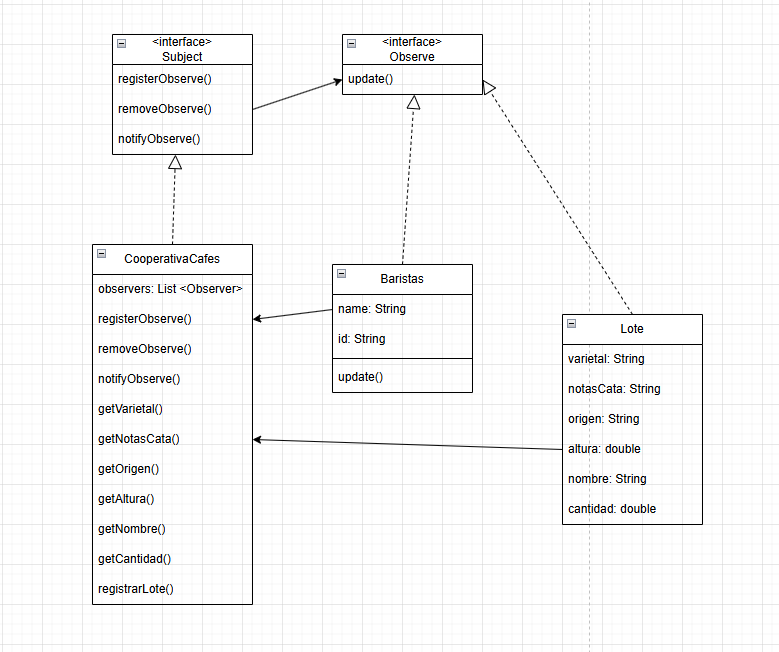 <interface>
Subject
registerObserve()
removeObserve()
notifyObserve()
<interface>
Observe
update()
CooperativaCafes
observers: List <Observer>
registerObserve()
removeObserve()
notifyObserve()
getVarietal()
getNotasCata()
getOrigen()
getAltura()
getNombre()
getCantidad()
registrarLote()
Baristas
name: String
id: String
update()
Lote
varietal: String
notasCata: String
origen: String
altura: double
nombre: String
cantidad: double